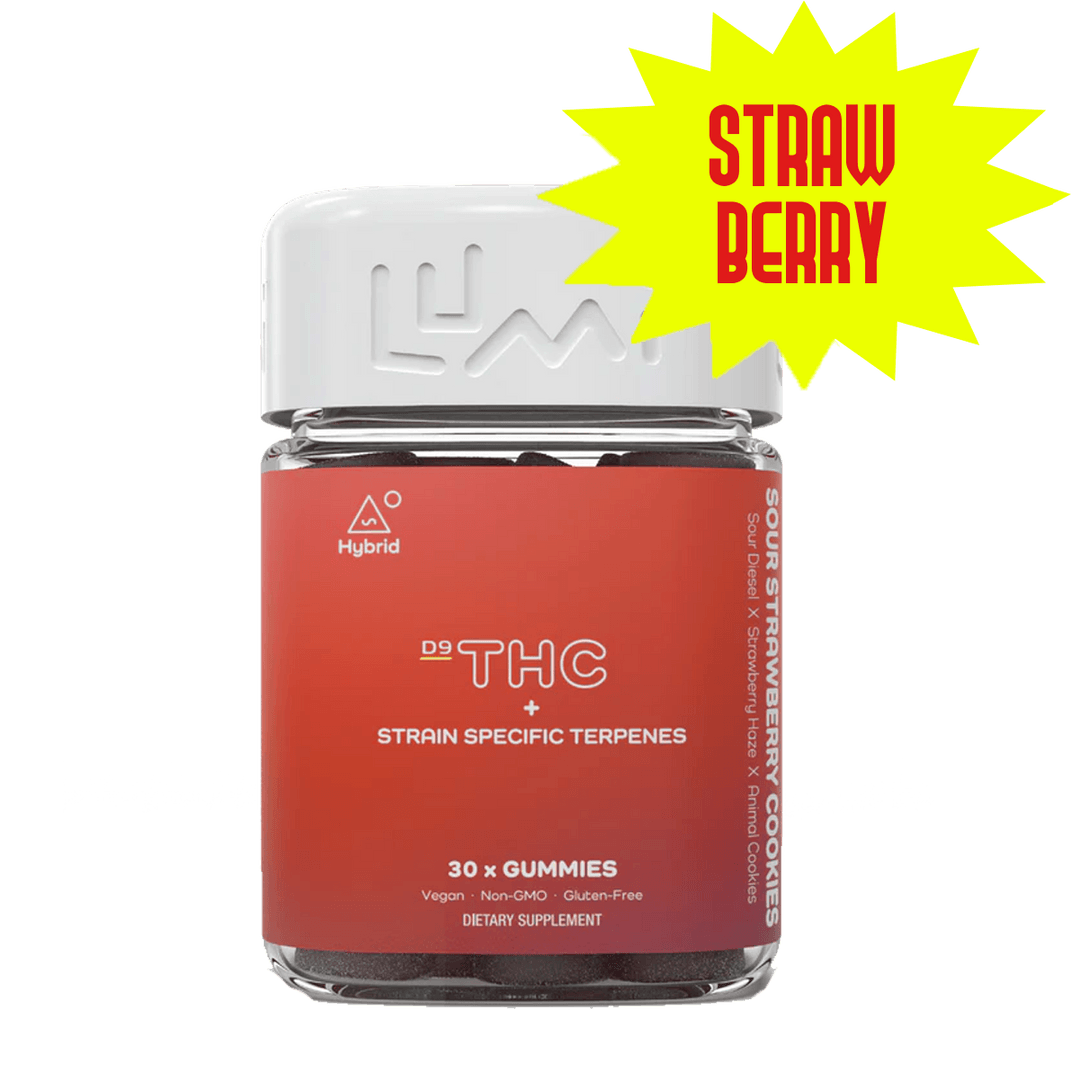 STRAW
BERRY
Hybrid
D9 THC
+
STRAIN SPECIFIC TERPENES
30 x GUMMIES
Vegan · Non-GMO · Gluten-Free
DIETARY SUPPLEMENT
SOUR STRAWBERRY COOKIES
Sour Diesel X Strawberry Haze X Animal Cookies